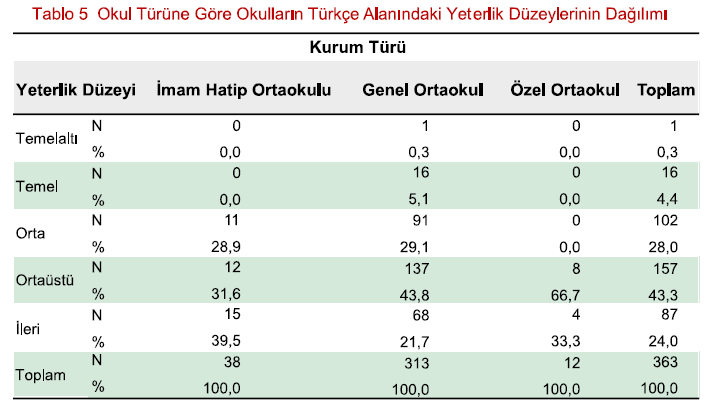 Tablo 5 Okul Türüne Göre Okulların Türkçe Alanındaki Yeterlik Düzeylerinin Dağılımı
Kurum Türü
Yeterlik Düzeyi İmam Hatip Ortaokulu Genel Ortaokul Özel Ortaokul Toplam
Temelaltı N 0 1 0 1
% 0,0 0,3 0,0 0,3
Temel N 0 16 0 16
% 0,0 5,1 0,0 4,4
Orta N 11 91 0 102
% 28,9 29,1 0,0 28,0
Ortaüstü N 12 137 8 157
% 31,6 43,8 66,7 43,3
İleri N 15 68 4 87
% 39,5 21,7 33,3 24,0
Toplam N 38 313 12 363
% 100,0 100,0 100,0 100,0